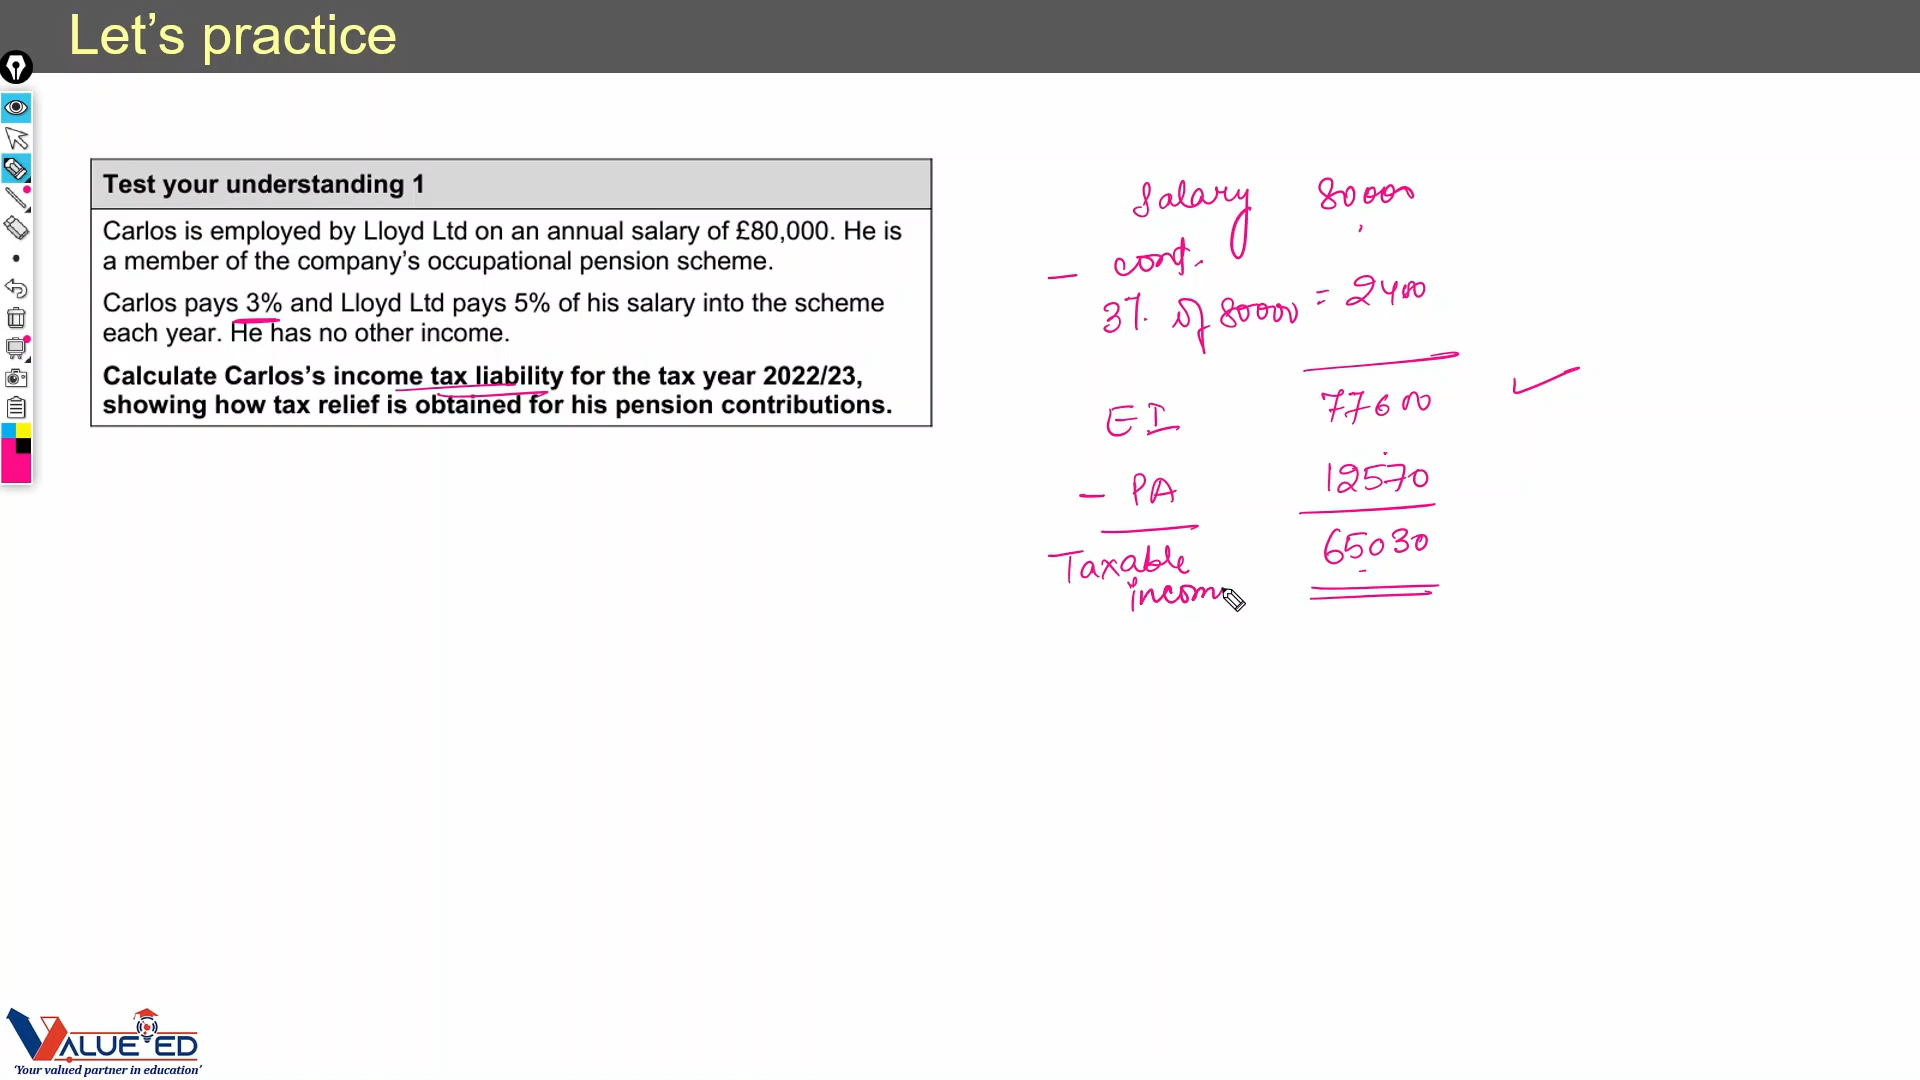 Let's practice
Test your understanding 1
Carlos is employed by Lloyd Ltd on an annual salary of £80,000. He is
a member of the company's occupational pension scheme.
Carlos pays 3% and Lloyd Ltd pays 5% of his salary into the scheme
each year. He has no other income.
Calculate Carlos's income tax liability for the tax year 2022/23,
showing how tax relief is obtained for his pension contributions.
Salary 80000
- cont.
3% of 80000 = 2400
EI 77600
- PA 12570
Taxable 65030
incom
VALUE ED
'Your valued partner in education'